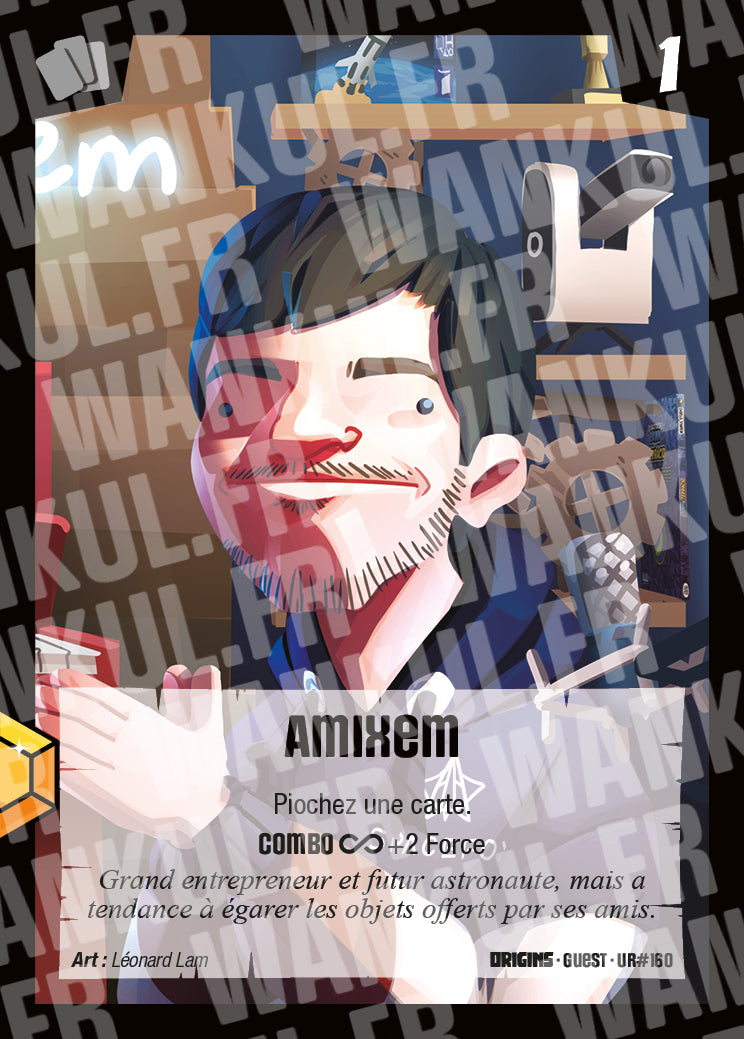 1
em
AMIXEM
Piochez une carte.
COMBO ∞ +2 Force
Grand entrepreneur et futur astronaute, mais a
tendance à égarer les objets offerts par ses amis.
Art : Léonard Lam
ORIGINS · GUEST · UR#160
WANKUL.FR